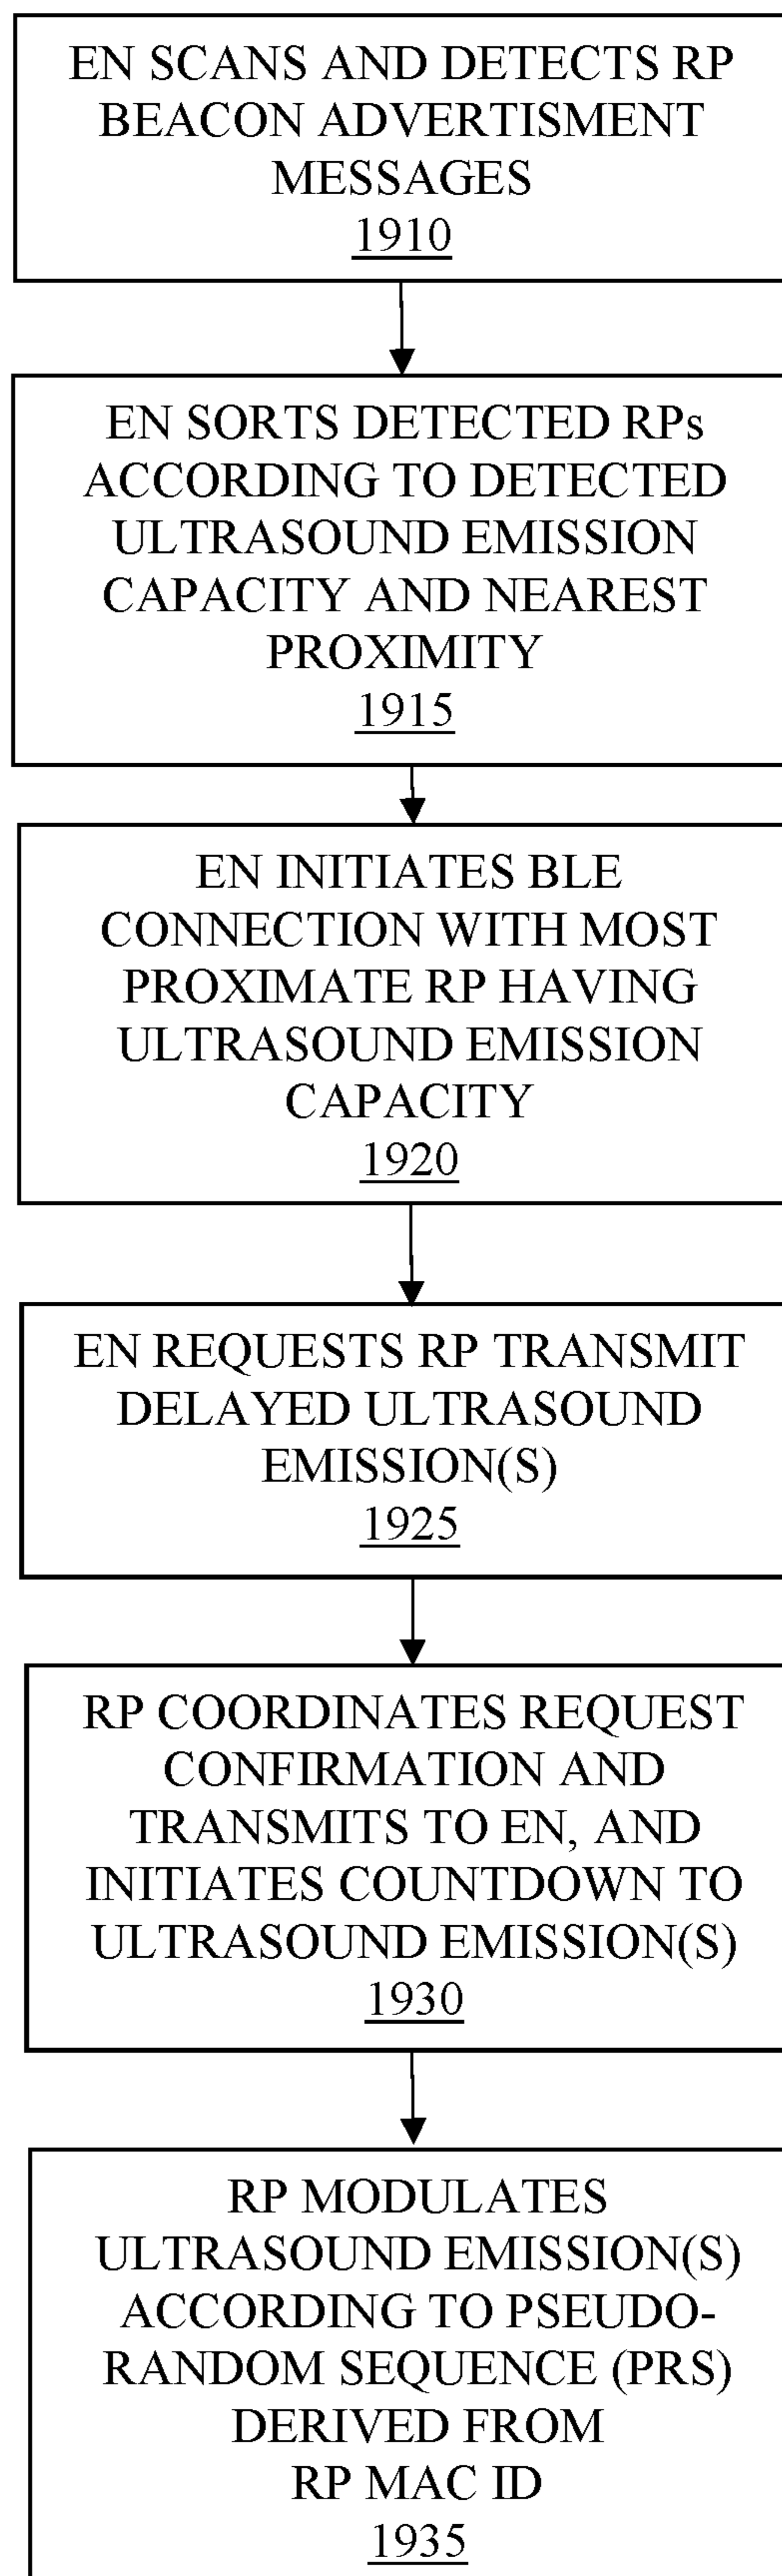 EN SCANS AND DETECTS RP
BEACON ADVERTISMENT
MESSAGES
1910
EN SORTS DETECTED RPs
ACCORDING TO DETECTED
ULTRASOUND EMISSION
CAPACITY AND NEAREST
PROXIMITY
1915
EN INITIATES BLE
CONNECTION WITH MOST
PROXIMATE RP HAVING
ULTRASOUND EMISSION
CAPACITY
1920
EN REQUESTS RP TRANSMIT
DELAYED ULTRASOUND
EMISSION(S)
1925
RP COORDINATES REQUEST
CONFIRMATION AND
TRANSMITS TO EN, AND
INITIATES COUNTDOWN TO
ULTRASOUND EMISSION(S)
1930
RP MODULATES
ULTRASOUND EMISSION(S)
ACCORDING TO PSEUDO-
RANDOM SEQUENCE (PRS)
DERIVED FROM
RP MAC ID
1935